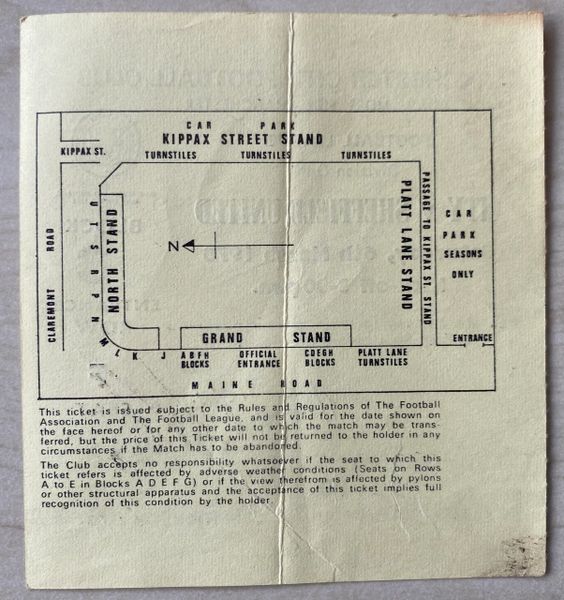 CAR PARK
KIPPAX STREET STAND
KIPPAX ST.
TURNSTILES TURNSTILES TURNSTILES
CLAREMONT ROAD
U T S R P N M L K J
NORTH STAND
N
PLATT LANE STAND
PASSAGE TO KIPPAX ST. STAND
CAR
PARK
SEASONS
ONLY
ENTRANCE
GRAND STAND
ABFH
BLOCKS
OFFICIAL
ENTRANCE
CDEGH
BLOCKS
PLATT LANE
TURNSTILES
MAINE ROAD
This ticket is issued subject to the Rules and Regulations of The Football
Association and The Football League, and is valid for the date shown on
the face hereof or for any other date to which the match may be trans-
ferred, but the price of this Ticket will not be returned to the holder in any
circumstances if the Match has to be abandoned.
The Club accepts no responsibility whatsoever if the seat to which this
ticket refers is affected by adverse weather conditions (Seats on Rows
A to E in Blocks A D E F G) or if the view therefrom is affected by pylons
or other structural apparatus and the acceptance of this ticket implies full
recognition of this condition by the holder.